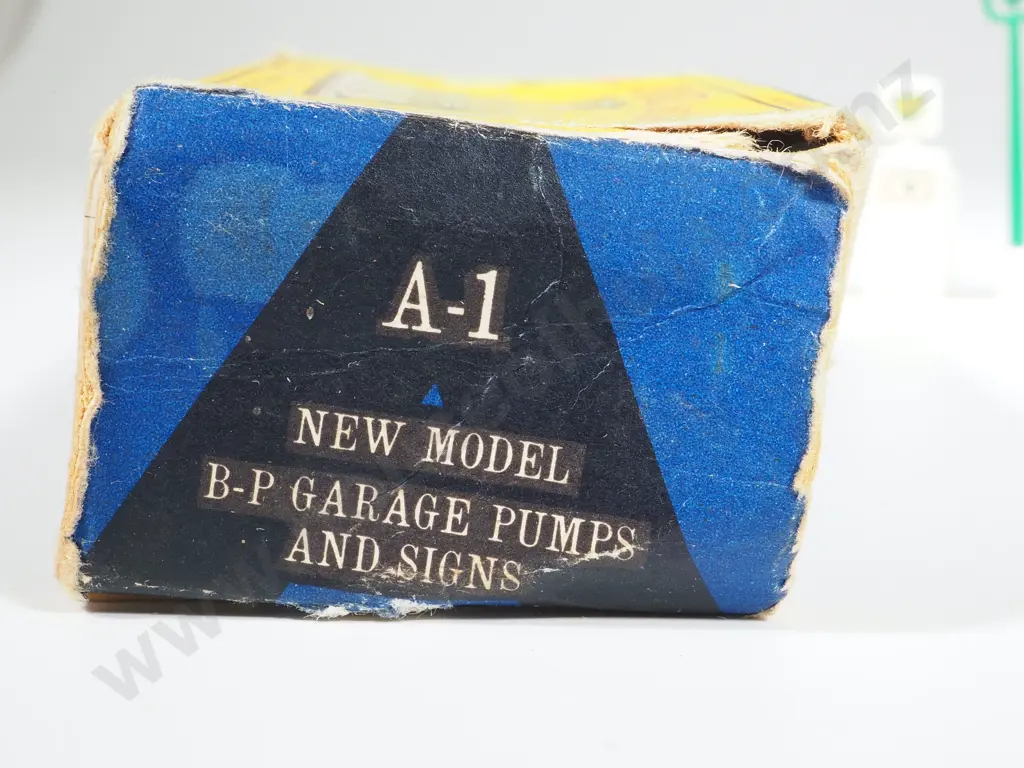 A-1
NEW MODEL
B-P GARAGE PUMPS
AND SIGNS